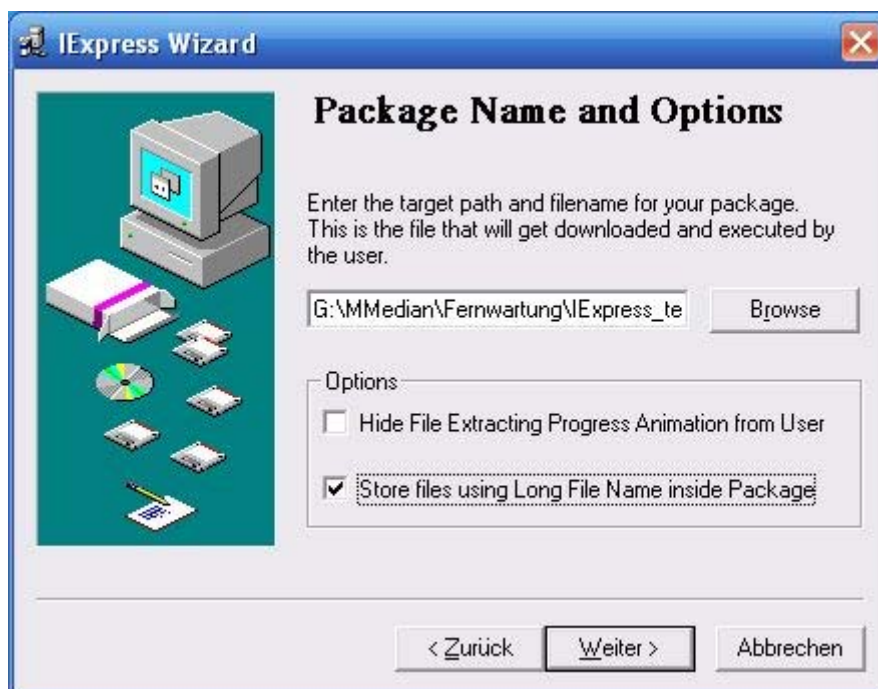 IExpress Wizard
Package Name and Options
Enter the target path and filename for your package.
This is the file that will get downloaded and executed by
the user.
G:\MMedian\Fernwartung\IExpress_te
Browse
Options
Hide File Extracting Progress Animation from User
Store files using Long File Name inside Package
< Zurück
Weiter >
Abbrechen